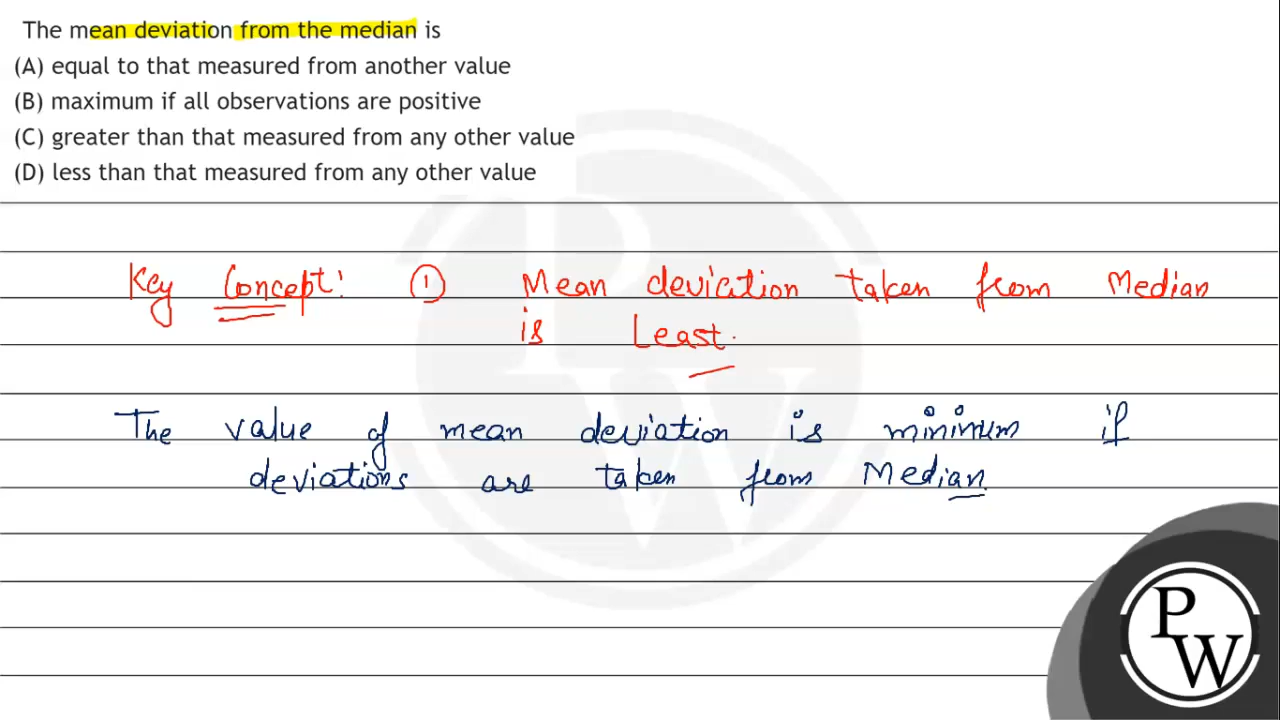 The mean deviation from the median is
(A) equal to that measured from another value
(B) maximum if all observations are positive
(C) greater than that measured from any other value
(D) less than that measured from any other value
Key Concept: ① Mean deviation taken from Median
is Least.
The value of mean deviation is minimum if
deviations are taken from Median.
PW
PW